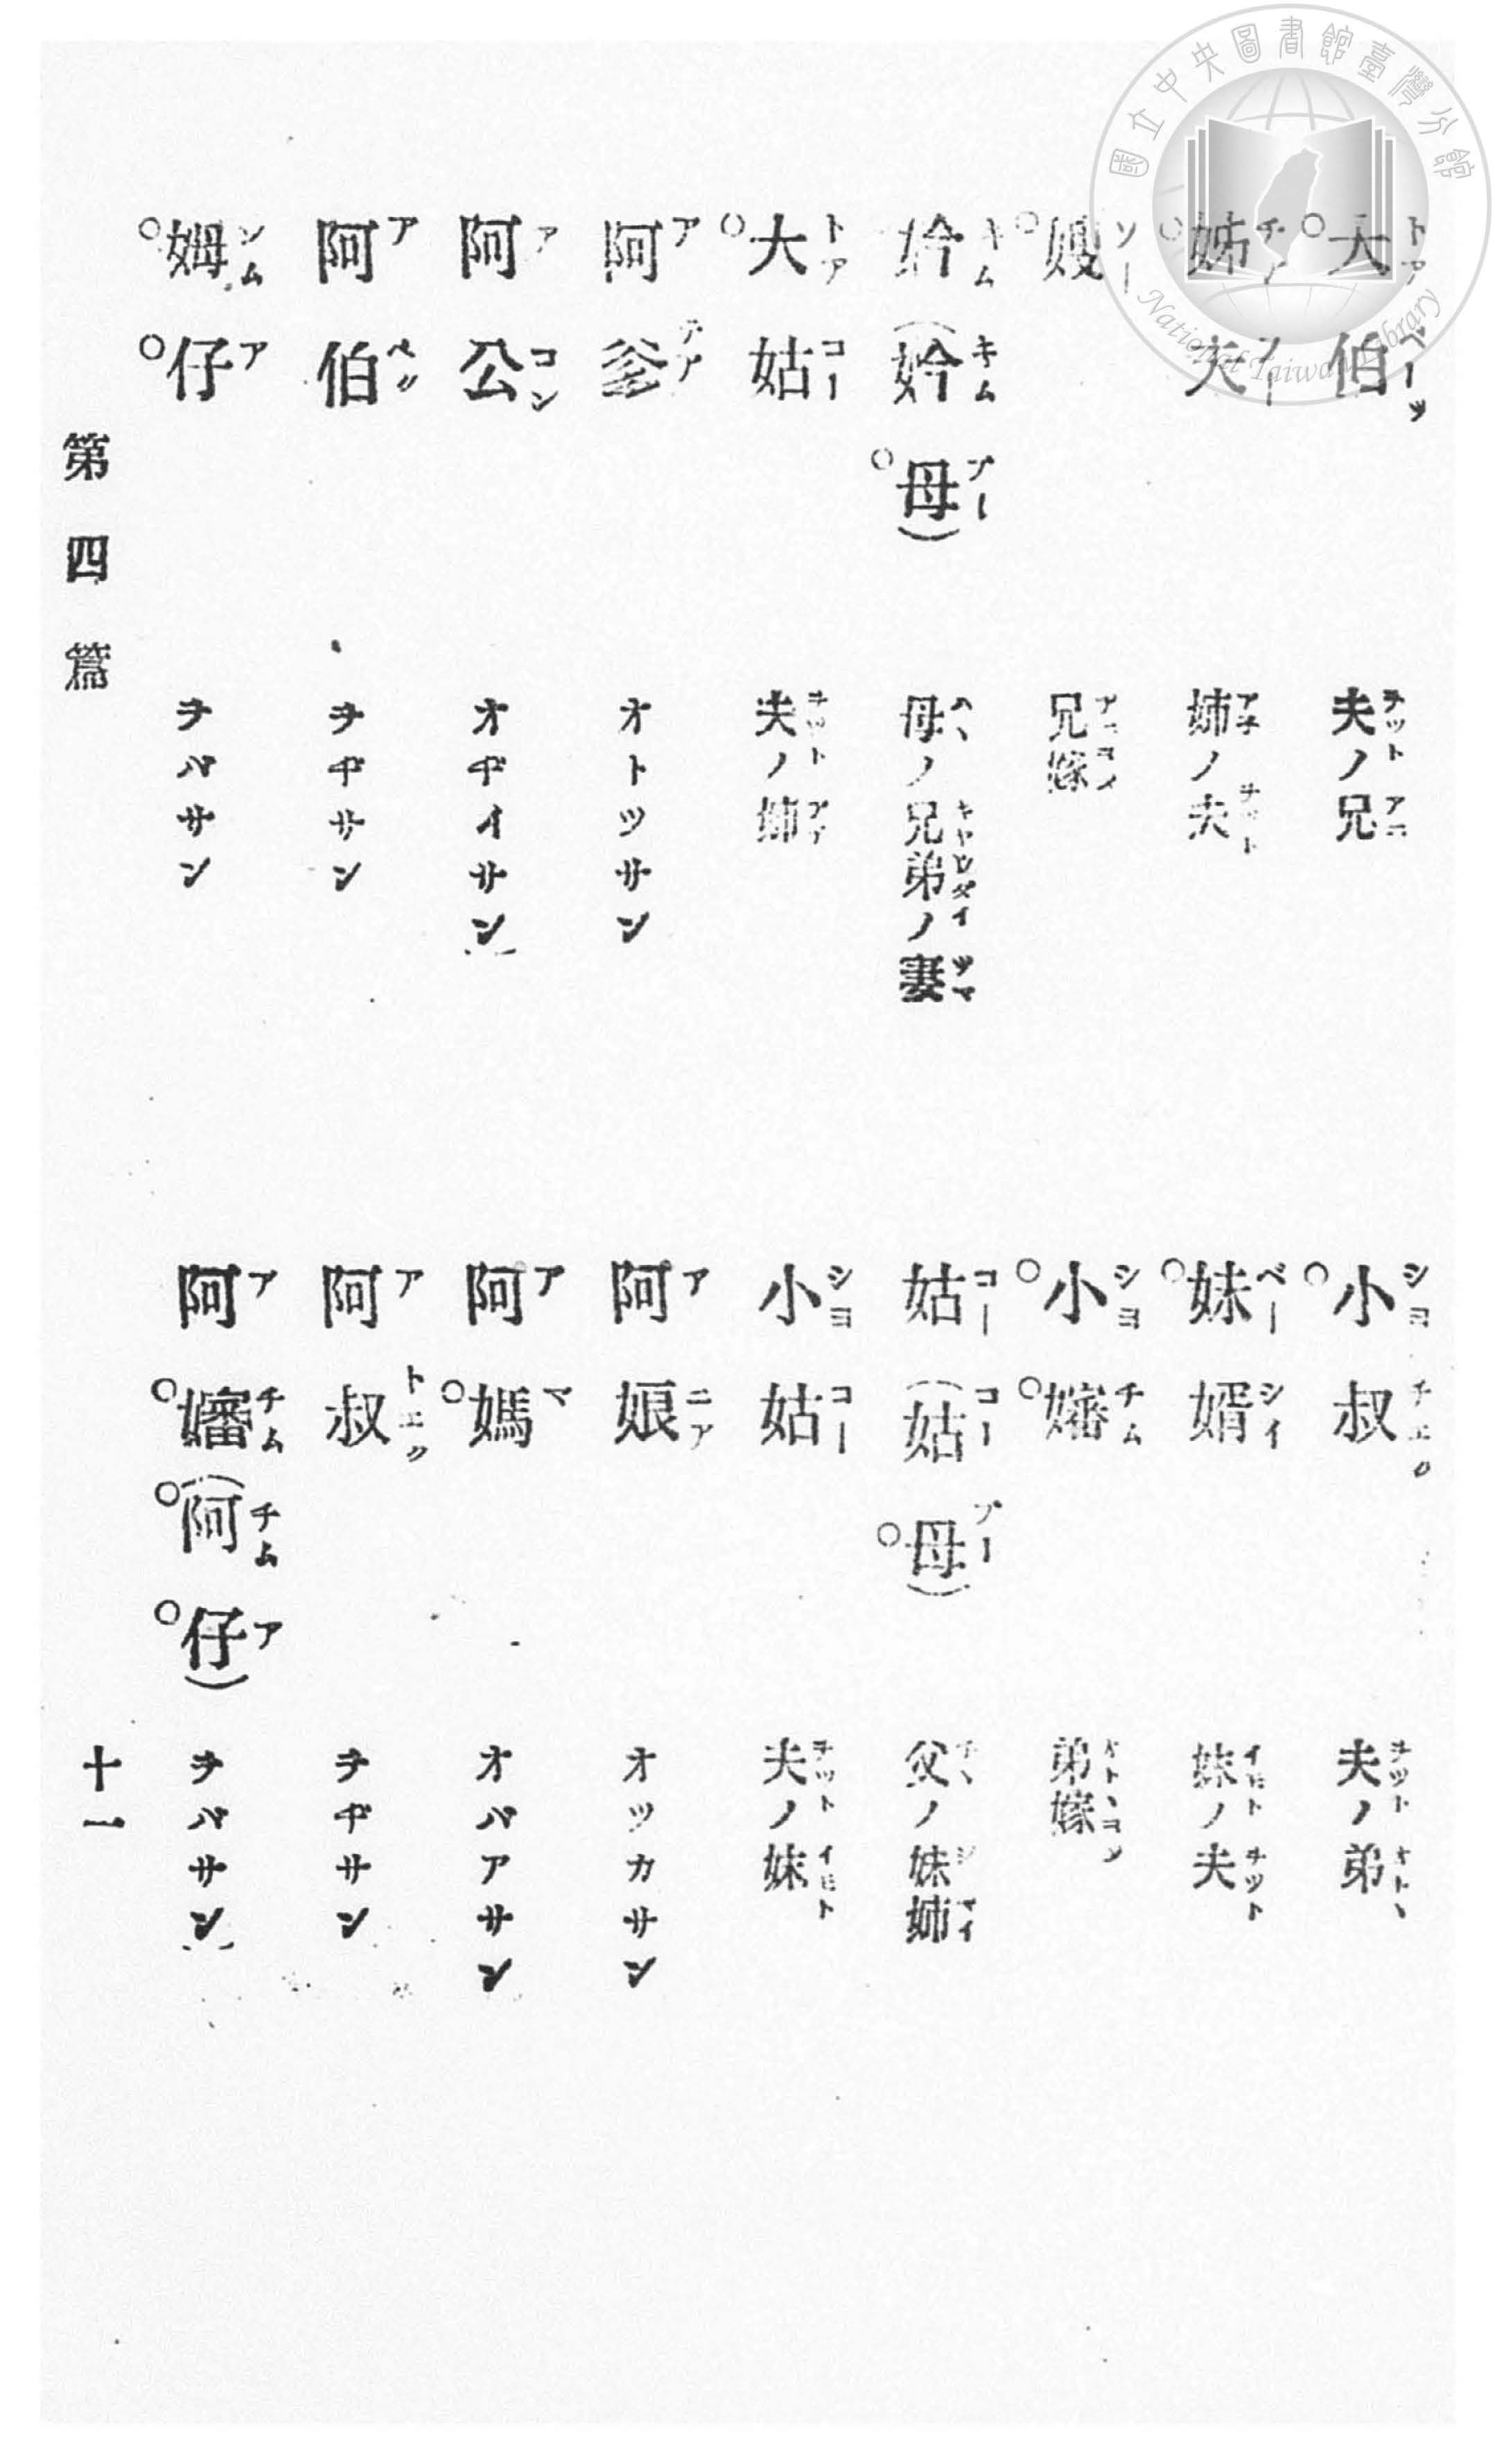 國立中央圖書館臺灣分館
National Taiwan Library
大伯 夫ノ兄
姊夫 姉ノ夫
嫂 兄嫁
妗(妗母) 母ノ兄弟ノ妻
大姑 夫ノ姉
阿爹 オトツサン
阿公 オヂイサン
阿伯 ヲヂサン
姆仔 ヲバサン
小叔 夫ノ弟
妹婿 妹ノ夫
小嬸 弟嫁
姑(姑母) 父ノ妹姉
小姑 夫ノ妹
阿娘 オツカサン
阿媽 オバアサン
阿叔 ヲヂサン
阿嬸(阿仔) ヲバサン
第四篇
十一